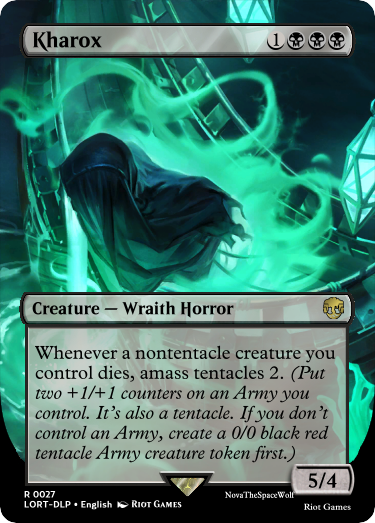 Kharox 1
Creature — Wraith Horror
Whenever a nontentacle creature you
control dies, amass tentacles 2. (Put
two +1/+1 counters on an Army you
control. It's also a tentacle. If you don't
control an Army, create a 0/0 black red
tentacle Army creature token first.)
5/4
R 0027 NovaTheSpaceWolf
LORT-DLP • English Riot Games Riot Games